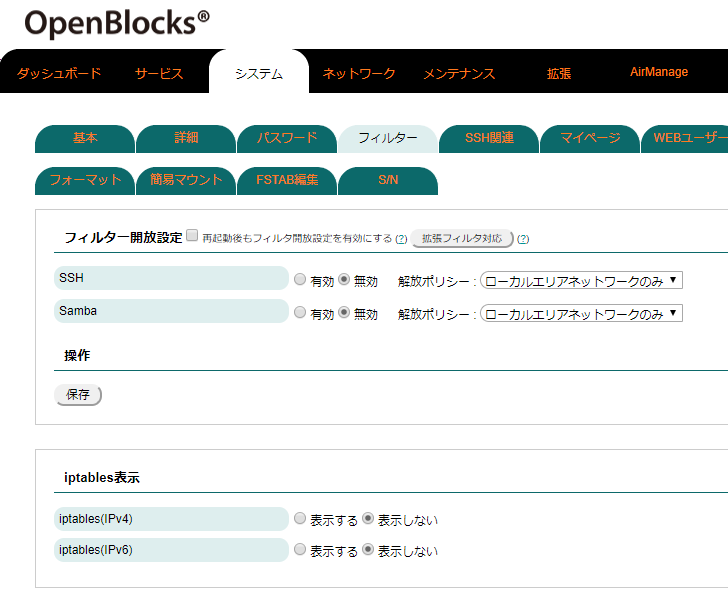 OpenBlocks®
ダッシュボード サービス システム ネットワーク メンテナンス 拡張 AirManage
基本 詳細 パスワード フィルター SSH関連 マイページ WEBユーザー
フォーマット 簡易マウント FSTAB編集 S/N
フィルター開放設定 再起動後もフィルタ開放設定を有効にする (?) 拡張フィルタ対応 (?)
SSH 有効 無効 解放ポリシー : ローカルエリアネットワークのみ ▼
Samba 有効 無効 解放ポリシー : ローカルエリアネットワークのみ ▼
操作
保存
iptables表示
iptables(IPv4) 表示する 表示しない
iptables(IPv6) 表示する 表示しない